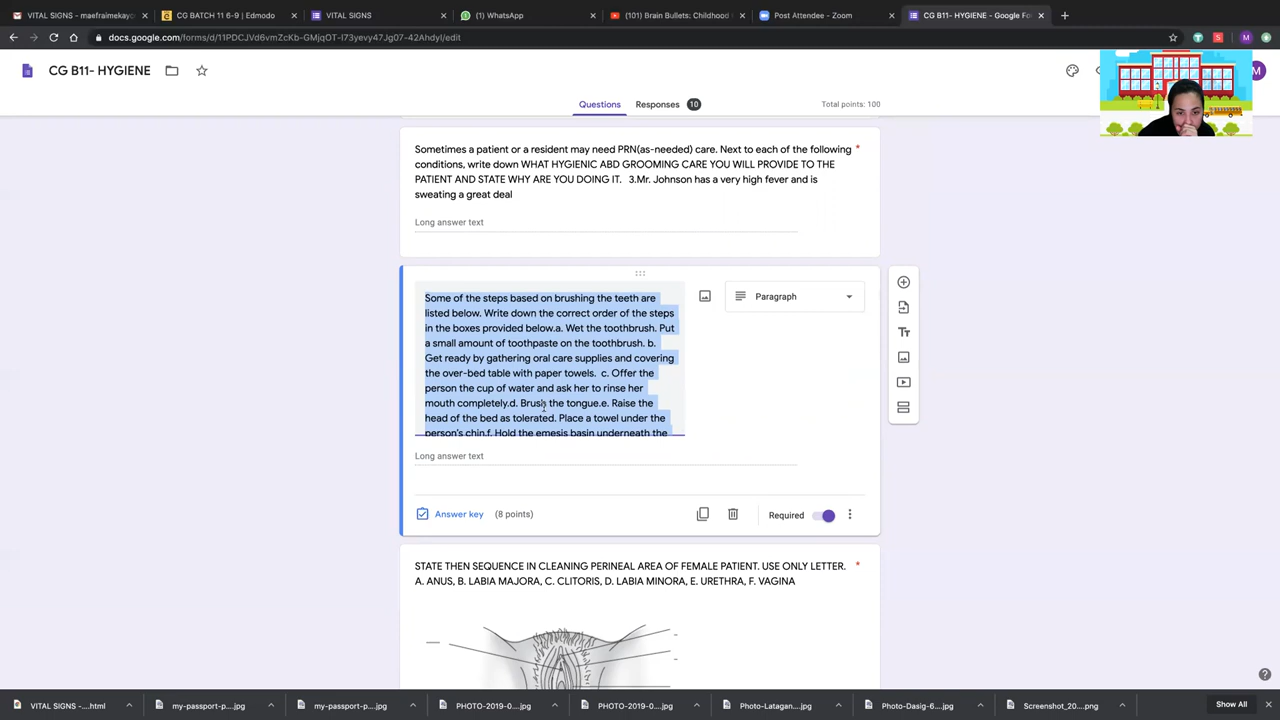 VITAL SIGNS - maefraimekayo
CG BATCH 11 6-9 | Edmodo
VITAL SIGNS
(1) WhatsApp
(101) Brain Bullets: Childhood
Post Attendee - Zoom
CG B11- HYGIENE - Google Fo
docs.google.com/forms/d/11PDCJVd6vmZcKb-GMjqOT-I73yevy47Jg07-42AhdyI/edit
CG B11- HYGIENE
M
Questions
Responses 10
Total points: 100
Sometimes a patient or a resident may need PRN(as-needed) care. Next to each of the following *
conditions, write down WHAT HYGIENIC ABD GROOMING CARE YOU WILL PROVIDE TO THE
PATIENT AND STATE WHY ARE YOU DOING IT. 3.Mr. Johnson has a very high fever and is
sweating a great deal
Long answer text
Some of the steps based on brushing the teeth are
listed below. Write down the correct order of the steps
in the boxes provided below.a. Wet the toothbrush. Put
a small amount of toothpaste on the toothbrush. b.
Get ready by gathering oral care supplies and covering
the over-bed table with paper towels. c. Offer the
person the cup of water and ask her to rinse her
mouth completely.d. Brush the tongue.e. Raise the
head of the bed as tolerated. Place a towel under the
person's chin.f. Hold the emesis basin underneath the
Paragraph
Tт
Long answer text
Answer key (8 points)
Required
STATE THEN SEQUENCE IN CLEANING PERINEAL AREA OF FEMALE PATIENT. USE ONLY LETTER. *
A. ANUS, B. LABIA MAJORA, C. CLITORIS, D. LABIA MINORA, E. URETHRA, F. VAGINA
VITAL SIGNS -....html
my-passport-p....jpg
my-passport-p....jpg
PHOTO-2019-0....jpg
PHOTO-2019-0....jpg
Photo-Latagan....jpg
Photo-Dasig-6....jpg
Screenshot_20....png
Show All